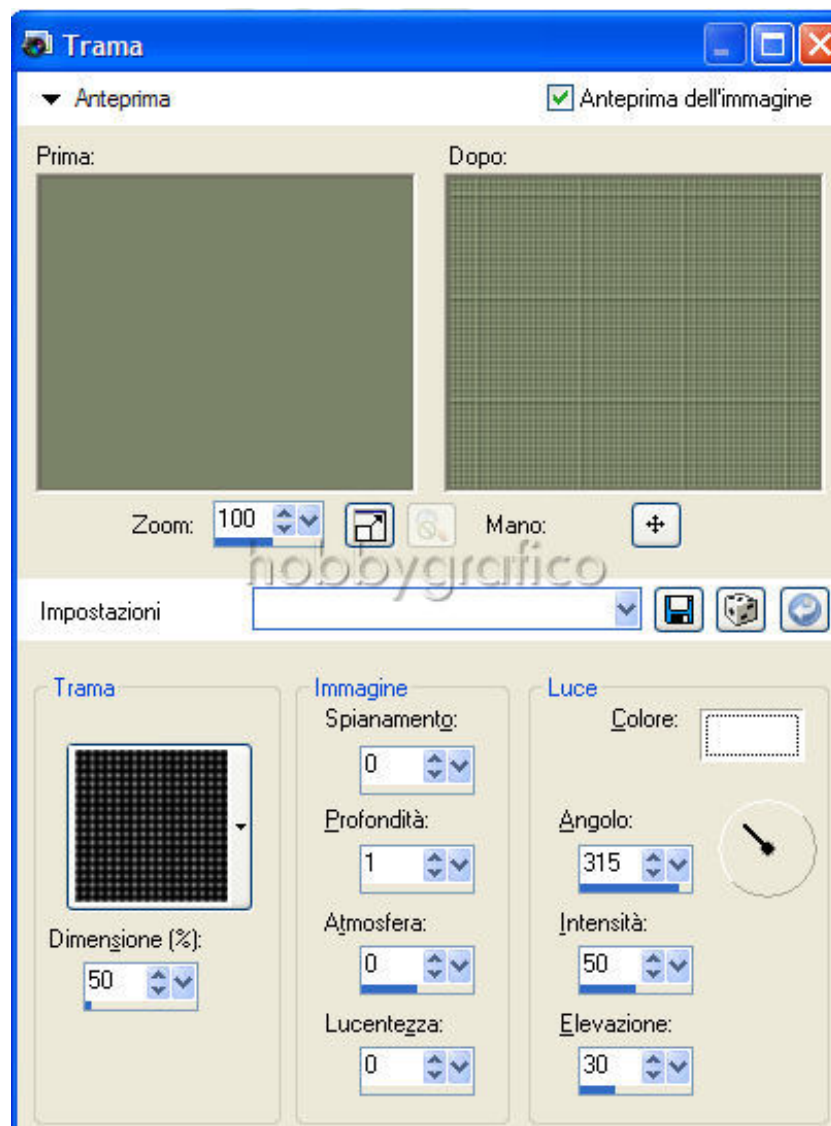 Trama
Anteprima
Anteprima dell'immagine
Prima:
Dopo:
Zoom:
100
Mano:
hobbygrafico
Impostazioni
Trama
Dimensione (%):
50
Immagine
Spianamento:
0
Profondità:
1
Atmosfera:
0
Lucentezza:
0
Luce
Colore:
Angolo:
315
Intensità:
50
Elevazione:
30